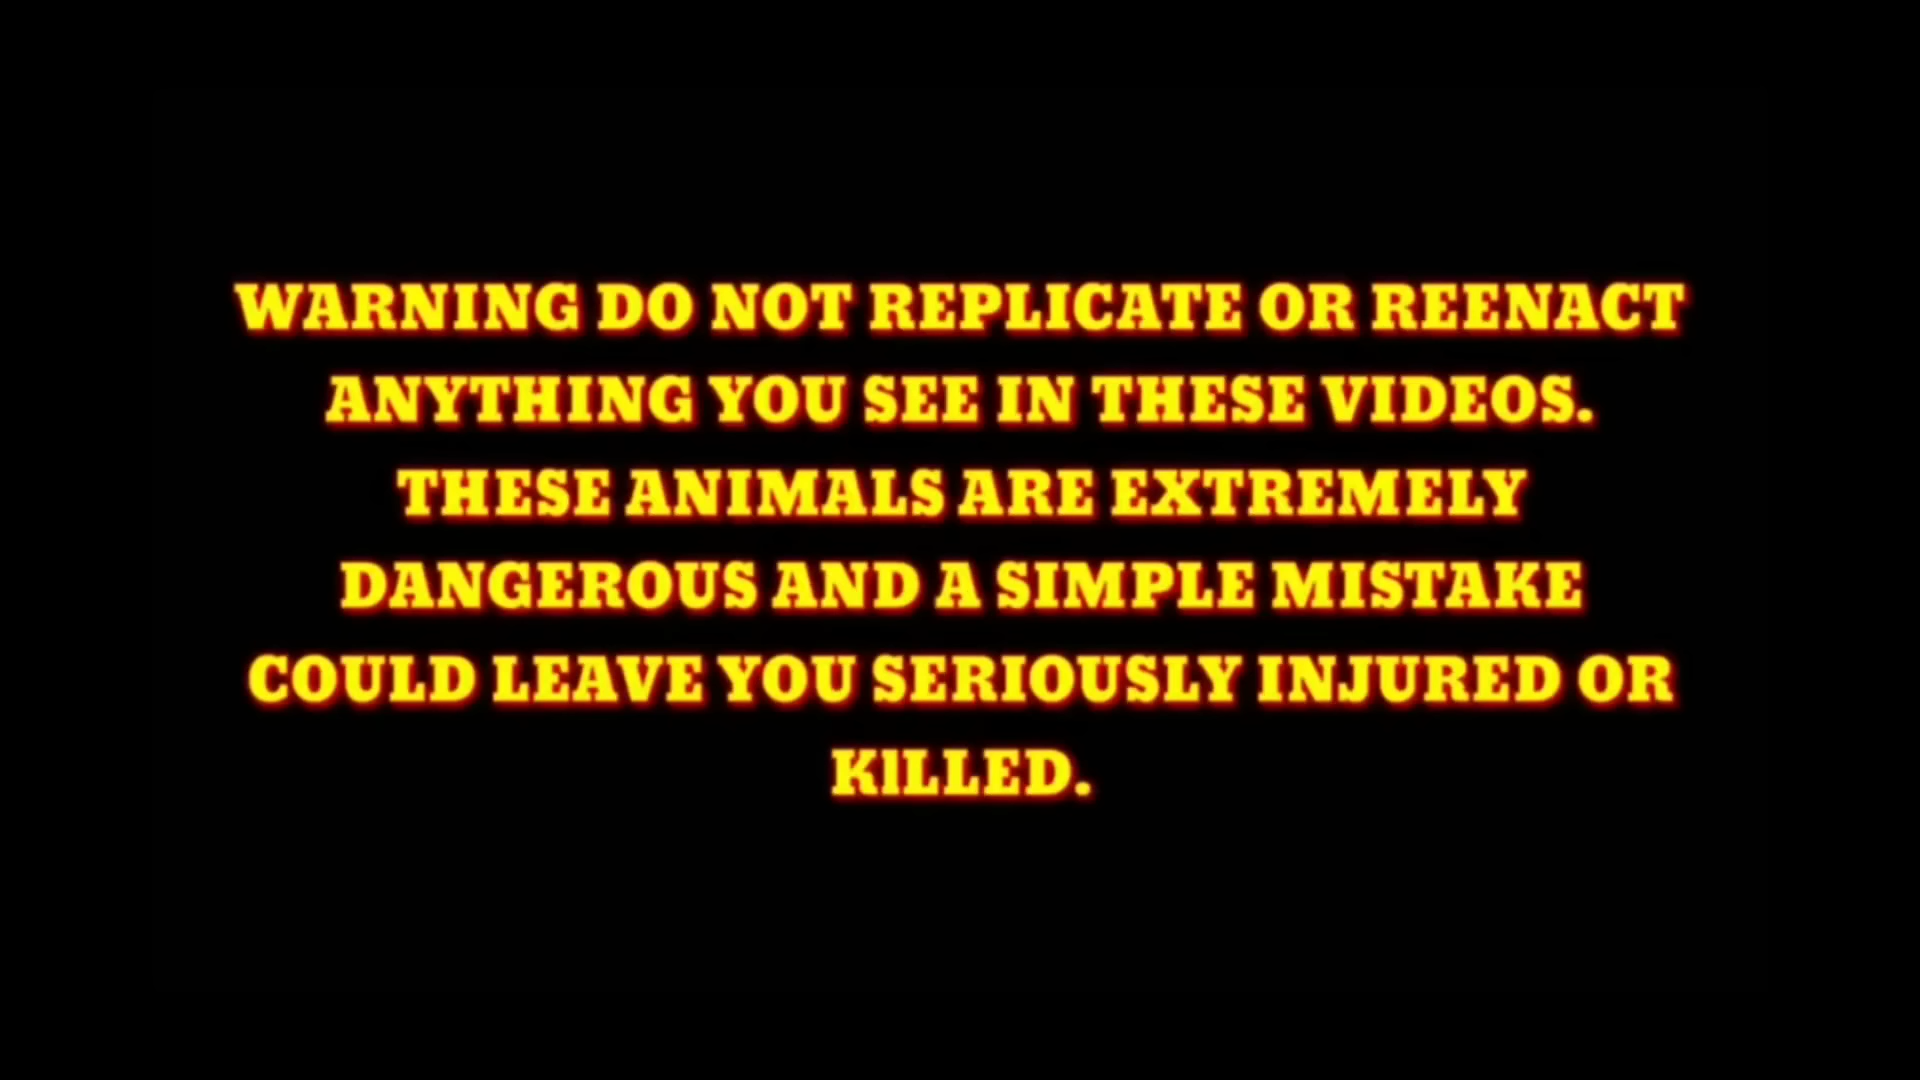 WARNING DO NOT REPLICATE OR REENACT
ANYTHING YOU SEE IN THESE VIDEOS.
THESE ANIMALS ARE EXTREMELY
DANGEROUS AND A SIMPLE MISTAKE
COULD LEAVE YOU SERIOUSLY INJURED OR
KILLED.